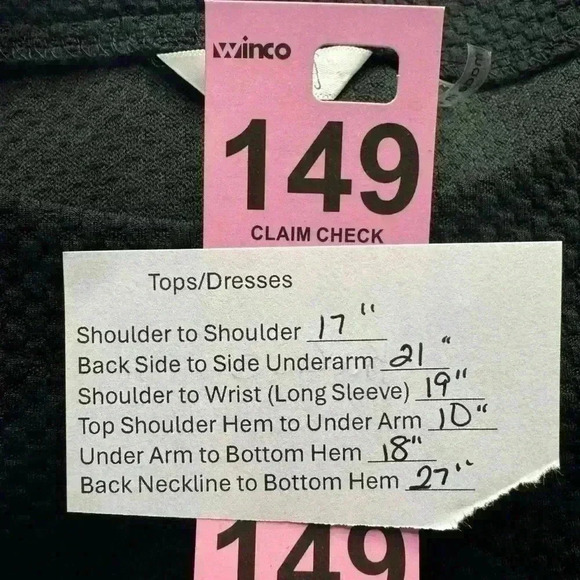 winco
149
CLAIM CHECK
Tops/Dresses
Shoulder to Shoulder 17"
Back Side to Side Underarm 21"
Shoulder to Wrist (Long Sleeve) 19"
Top Shoulder Hem to Under Arm 10"
Under Arm to Bottom Hem 18"
Back Neckline to Bottom Hem 27"
149